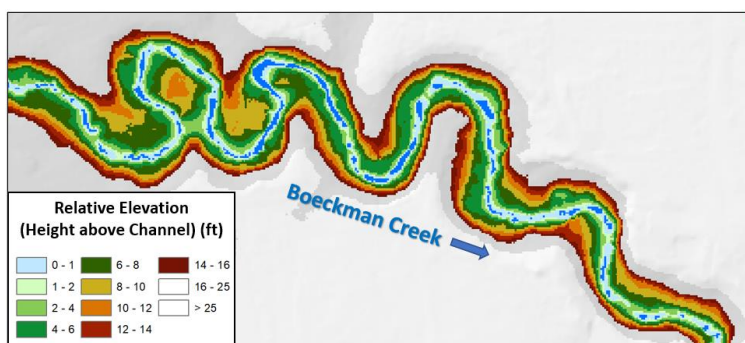 Boeckman Creek
Relative Elevation
(Height above Channel) (ft)
0 - 1
1 - 2
2 - 4
4 - 6
6 - 8
8 - 10
10 - 12
12 - 14
14 - 16
16 - 25
> 25